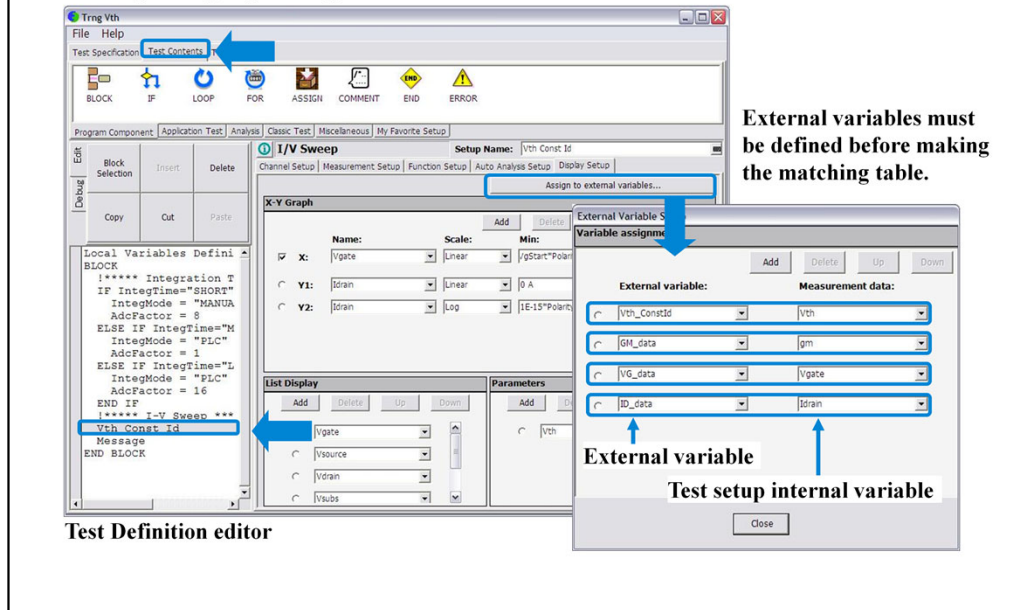 Trng Vth
File Help
Test Specification Test Contents
BLOCK IF LOOP FOR ASSIGN COMMENT END ERROR
Program Component Application Test Analysis Classic Test Miscellaneous My Favorite Setup
Edit
Debug
Block Selection Insert Delete
Copy Cut Paste
Local Variables Defini
BLOCK
!***** Integration T
IF IntegTime="SHORT"
IntegMode = "MANUA
AdcFactor = 8
ELSE IF IntegTime="M
IntegMode = "PLC"
AdcFactor = 1
ELSE IF IntegTime="L
IntegMode = "PLC"
AdcFactor = 16
END IF
!***** I-V Sweep ***
Vth Const Id
Message
END BLOCK
I/V Sweep Setup Name: Vth Const Id
Channel Setup Measurement Setup Function Setup Auto Analysis Setup Display Setup
Assign to external variables...
X-Y Graph
Add Delete
Name: Scale: Min:
X: Vgate Linear VgStart*Polari
Y1: Idrain Linear 0 A
Y2: Idrain Log 1E-15*Polarity
List Display
Add Delete Up Down
Vgate
Vsource
Vdrain
Vsubs
Parameters
Add
Vth
Test Definition editor
External variables must
be defined before making
the matching table.
External Variable S
Variable assignme
Add Delete Up Down
External variable: Measurement data:
Vth_ConstId Vth
GM_data gm
VG_data Vgate
ID_data Idrain
External variable
Test setup internal variable
Close